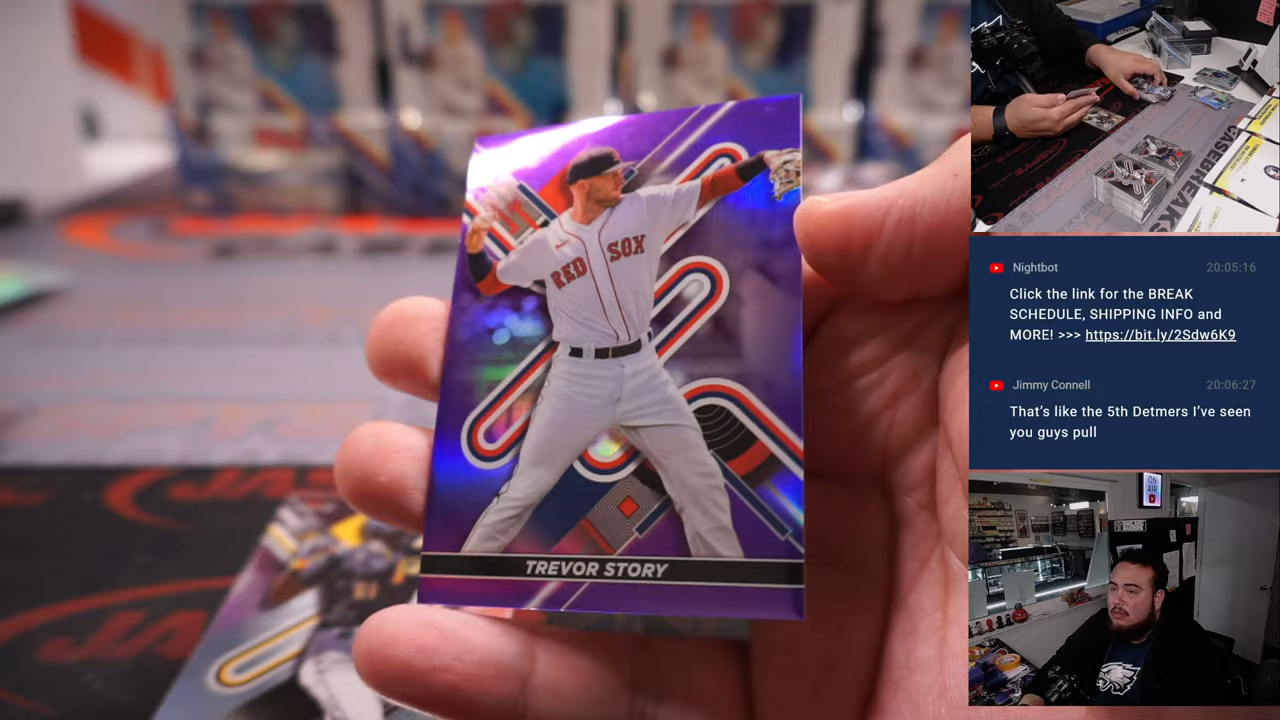 RED SOX
TREVOR STORY
CASEBREAKS
Nightbot 20:05:16
Click the link for the BREAK
SCHEDULE, SHIPPING INFO and
MORE! >>> https://bit.ly/2Sdw6K9
Jimmy Connell 20:06:27
That's like the 5th Detmers I've seen
you guys pull
ON
AIR